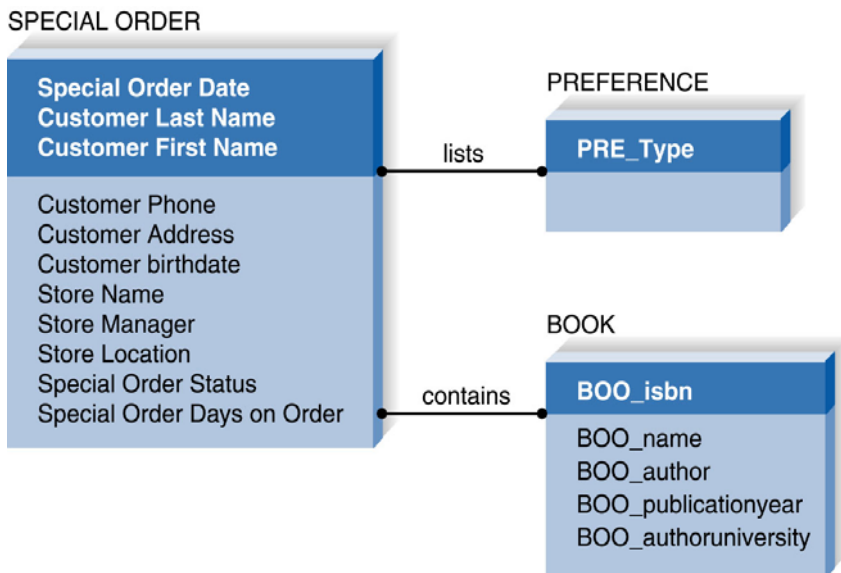 SPECIAL ORDER
Special Order Date
Customer Last Name
Customer First Name
Customer Phone
Customer Address
Customer birthdate
Store Name
Store Manager
Store Location
Special Order Status
Special Order Days on Order
lists
PREFERENCE
PRE_Type
contains
BOOK
BOO_isbn
BOO_name
BOO_author
BOO_publicationyear
BOO_authoruniversity